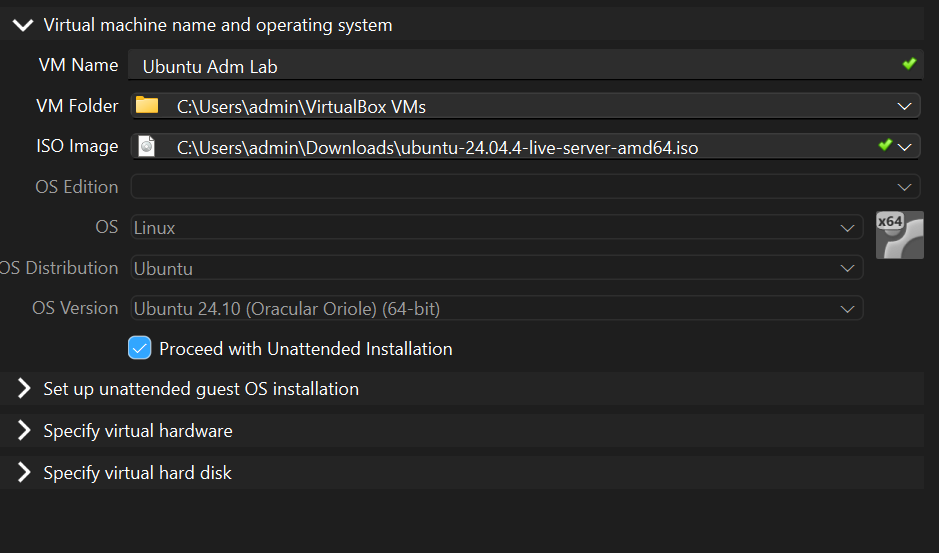 Virtual machine name and operating system
VM Name Ubuntu Adm Lab
VM Folder C:\Users\admin\VirtualBox VMs
ISO Image C:\Users\admin\Downloads\ubuntu-24.04.4-live-server-amd64.iso
OS Edition
OS Linux
x64
OS Distribution Ubuntu
OS Version Ubuntu 24.10 (Oracular Oriole) (64-bit)
Proceed with Unattended Installation
Set up unattended guest OS installation
Specify virtual hardware
Specify virtual hard disk